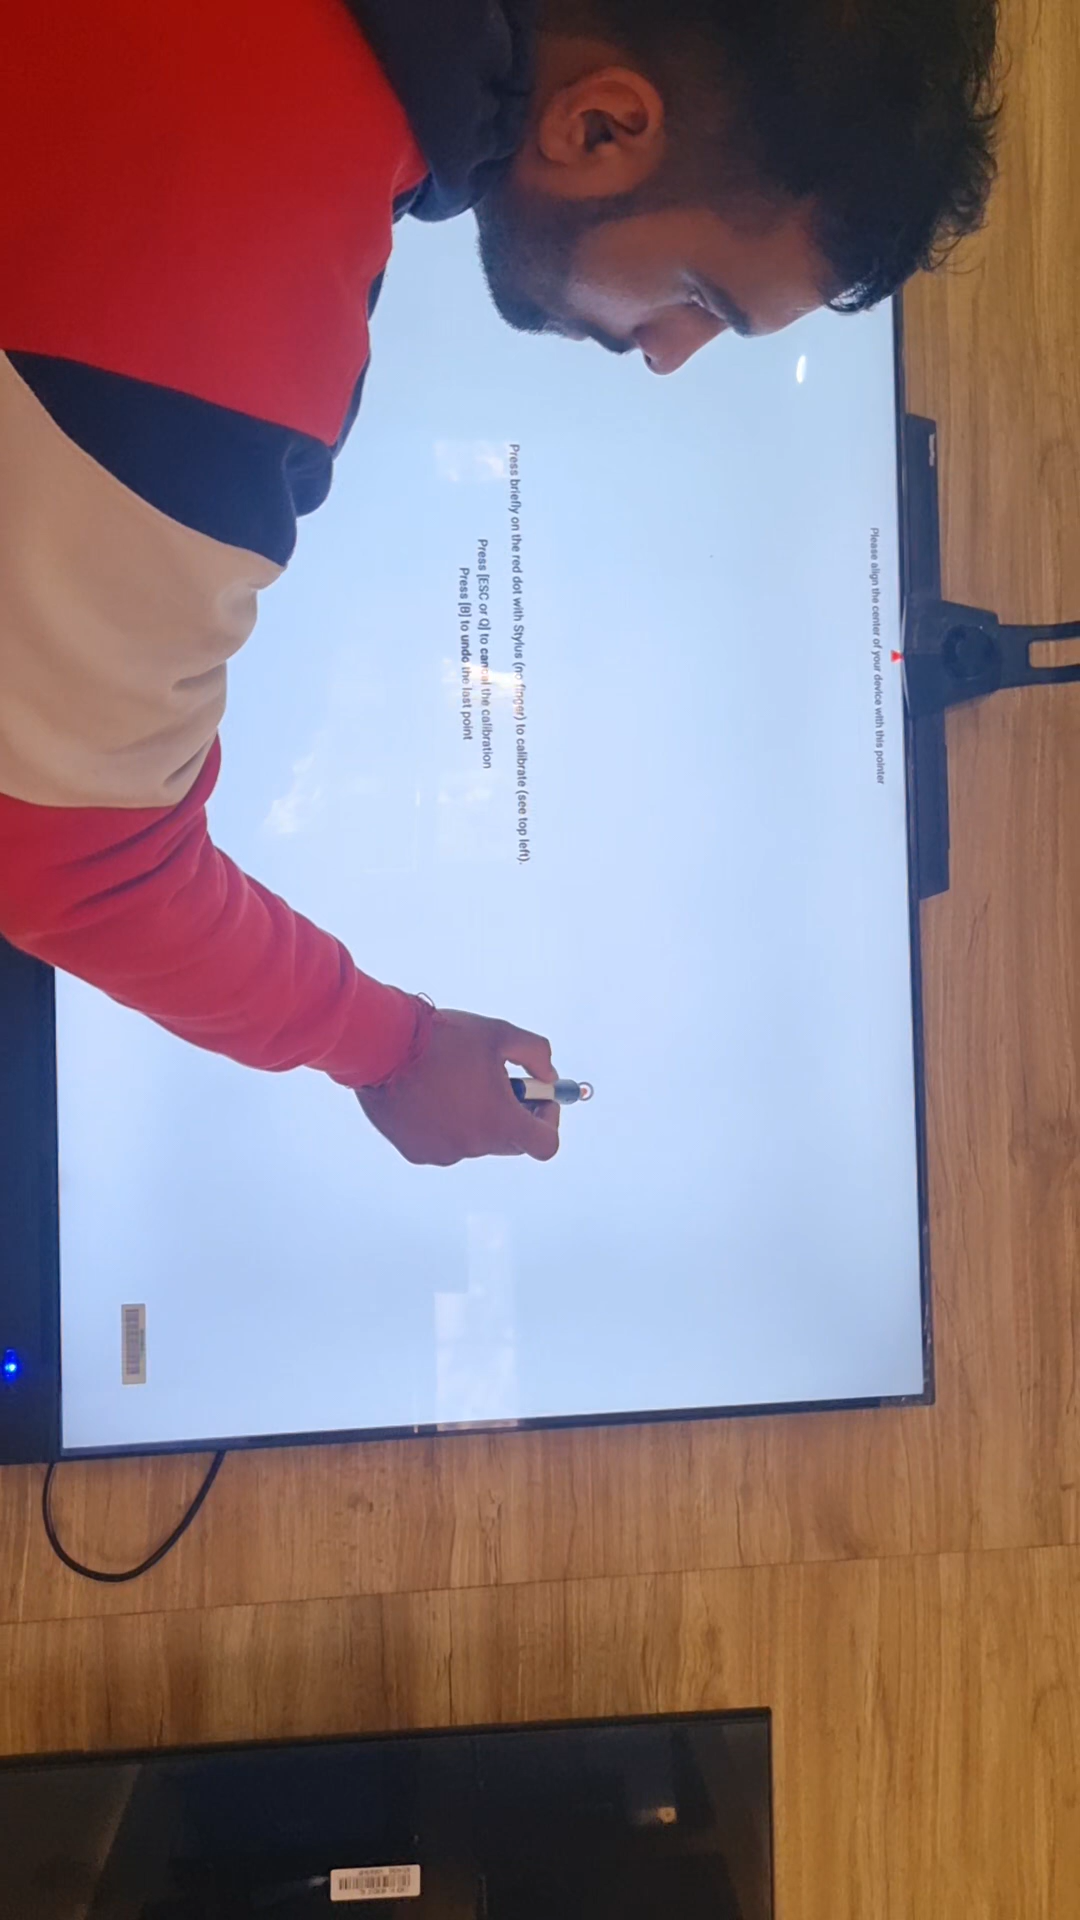 Please align the center of your device with this pointer
Press briefly on the red dot with Stylus (no finger) to calibrate (see top left).
Press [ESC or Q] to cancel the calibration
Press [B] to undo the last point